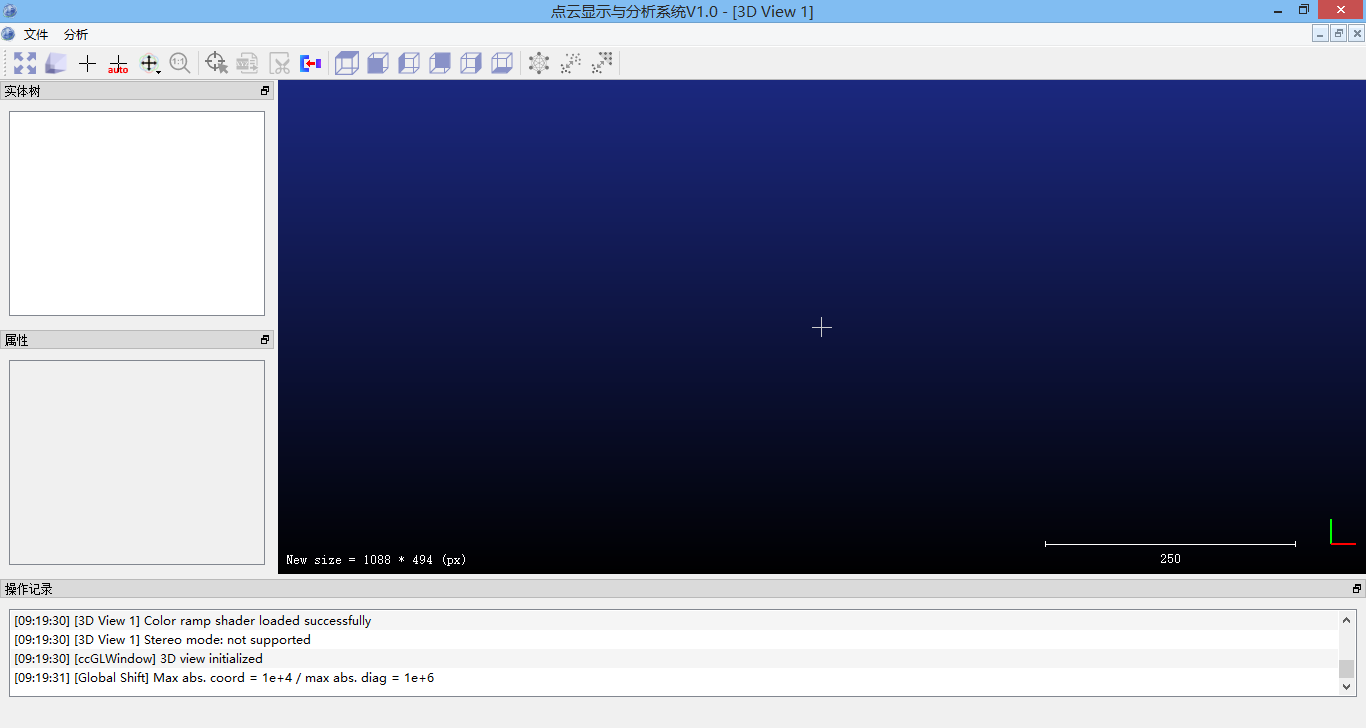 点云显示与分析系统V1.0 - [3D View 1]
文件 分析
auto
1:1
实体树
属性
New size = 1088 * 494 (px)
250
操作记录
[09:19:30] [3D View 1] Color ramp shader loaded successfully
[09:19:30] [3D View 1] Stereo mode: not supported
[09:19:30] [ccGLWindow] 3D view initialized
[09:19:31] [Global Shift] Max abs. coord = 1e+4 / max abs. diag = 1e+6